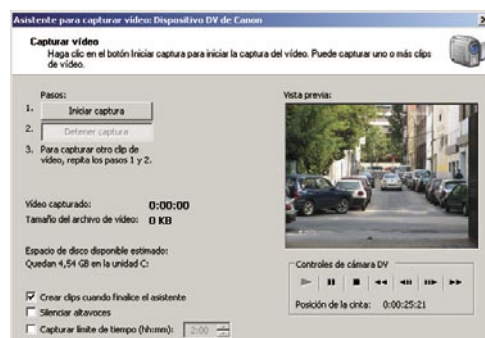 Asistente para capturar vídeo: Dispositivo DV de Canon
Capturar vídeo
Haga clic en el botón Iniciar captura para iniciar la captura del vídeo. Puede capturar uno o más clips
de vídeo.
Pasos:
1. Iniciar captura
2. Detener captura
3. Para capturar otro clip de
vídeo, repita los pasos 1 y 2.
Vídeo capturado: 0:00:00
Tamaño del archivo de vídeo: 0 KB
Espacio de disco disponible estimado:
Quedan 4,54 GB en la unidad C:
Crear clips cuando finalice el asistente
Silenciar altavoces
Capturar límite de tiempo (hh:mm): 2:00
Vista previa:
Controles de cámara DV
Posición de la cinta: 0:00:25:21